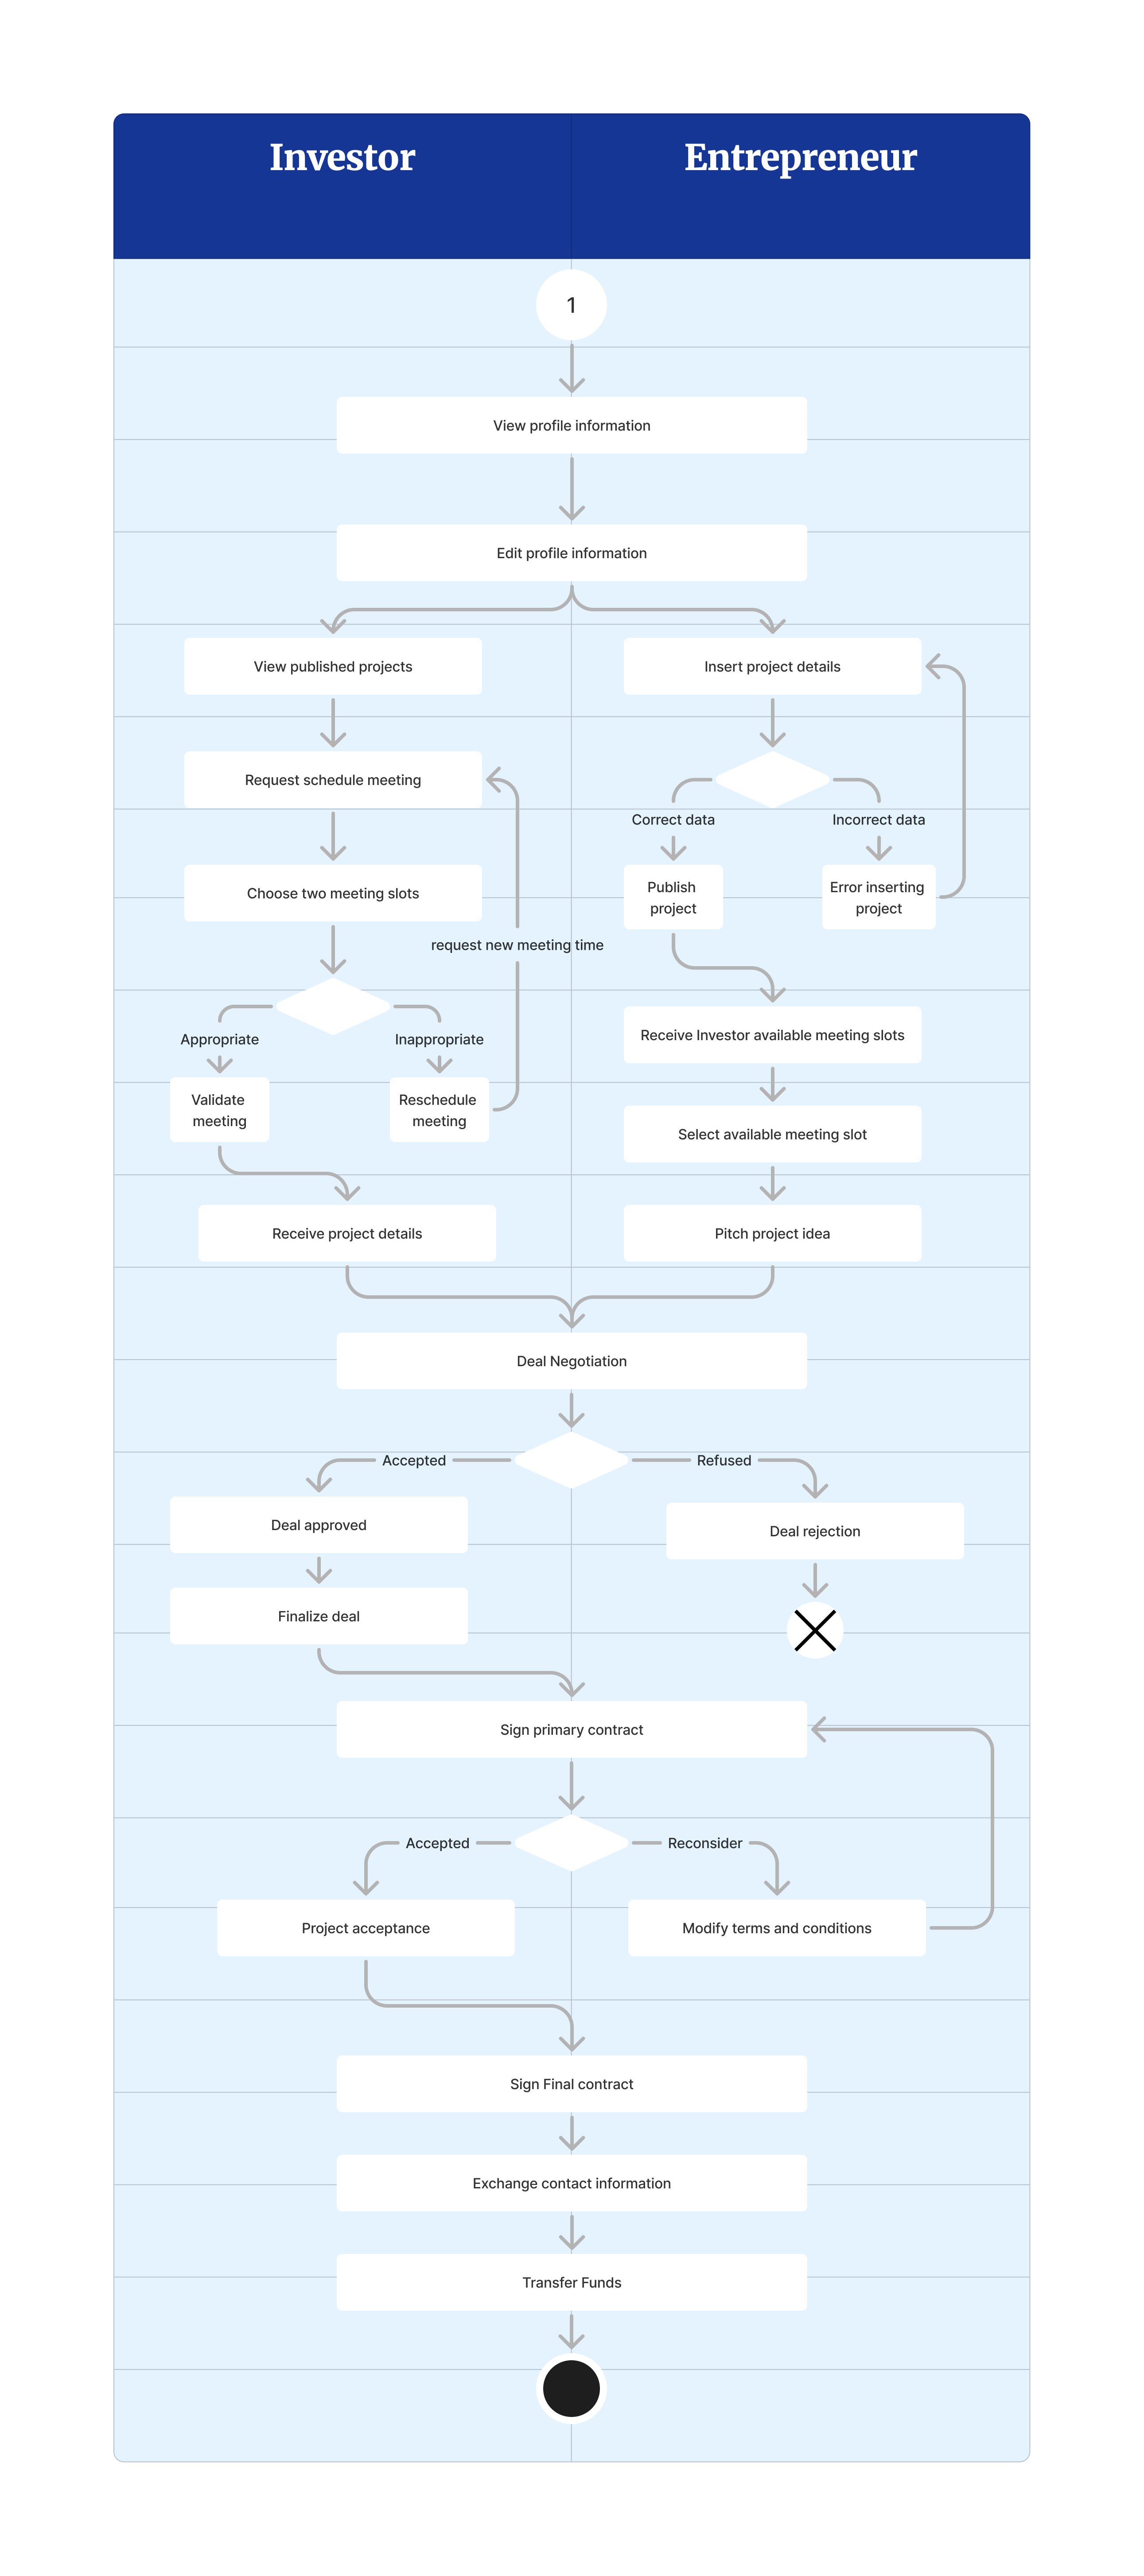 Investor
Entrepreneur
1
View profile information
Edit profile information
View published projects
Insert project details
Request schedule meeting
Correct data
Incorrect data
Choose two meeting slots
Publish
project
Error inserting
project
request new meeting time
Receive Investor available meeting slots
Appropriate
Inappropriate
Validate
meeting
Reschedule
meeting
Select available meeting slot
Receive project details
Pitch project idea
Deal Negotiation
Accepted
Refused
Deal approved
Deal rejection
Finalize deal
Sign primary contract
Accepted
Reconsider
Project acceptance
Modify terms and conditions
Sign Final contract
Exchange contact information
Transfer Funds